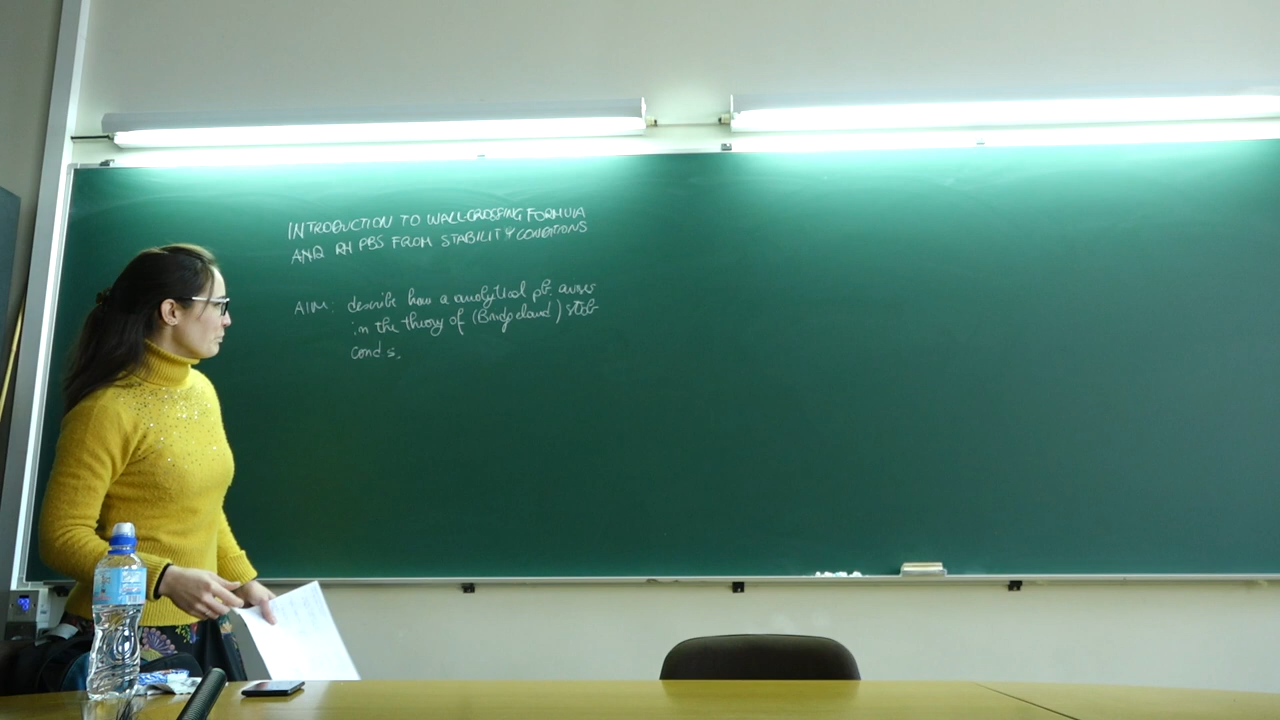 INTRODUCTION TO WALL-CROSSING FORMULA
AND RH PBS FROM STABILITY CONDITIONS
AIM: describe how a analytical pb. arises
in the theory of (Bridgeland) stab
cond s.